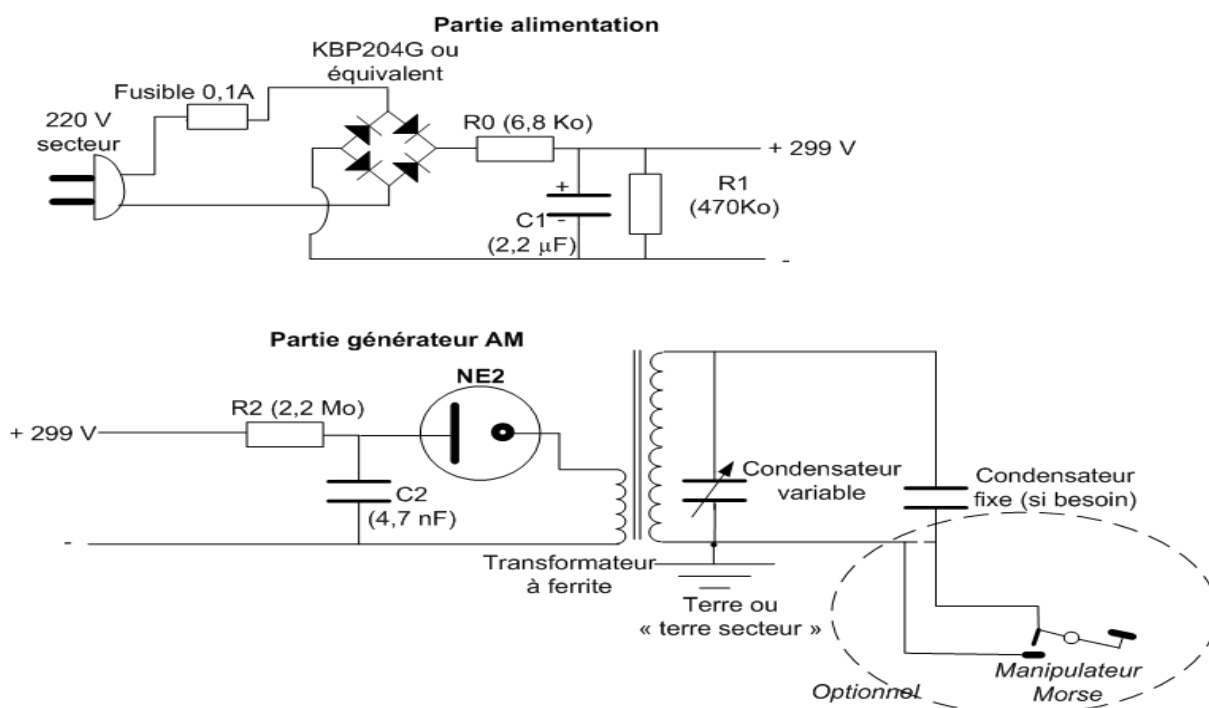 Partie alimentation
KBP204G ou
équivalent
Fusible 0,1A
220 V
secteur
R0 (6,8 Ko)
+ 299 V
+
R1
(470Ko)
C1 -
(2,2 µF)
-
Partie générateur AM
NE2
R2 (2,2 Mo)
+ 299 V
Condensateur
variable
Condensateur
fixe (si besoin)
C2
(4,7 nF)
-
Transformateur
à ferrite
Terre ou
« terre secteur »
Manipulateur
Morse
Optionnel